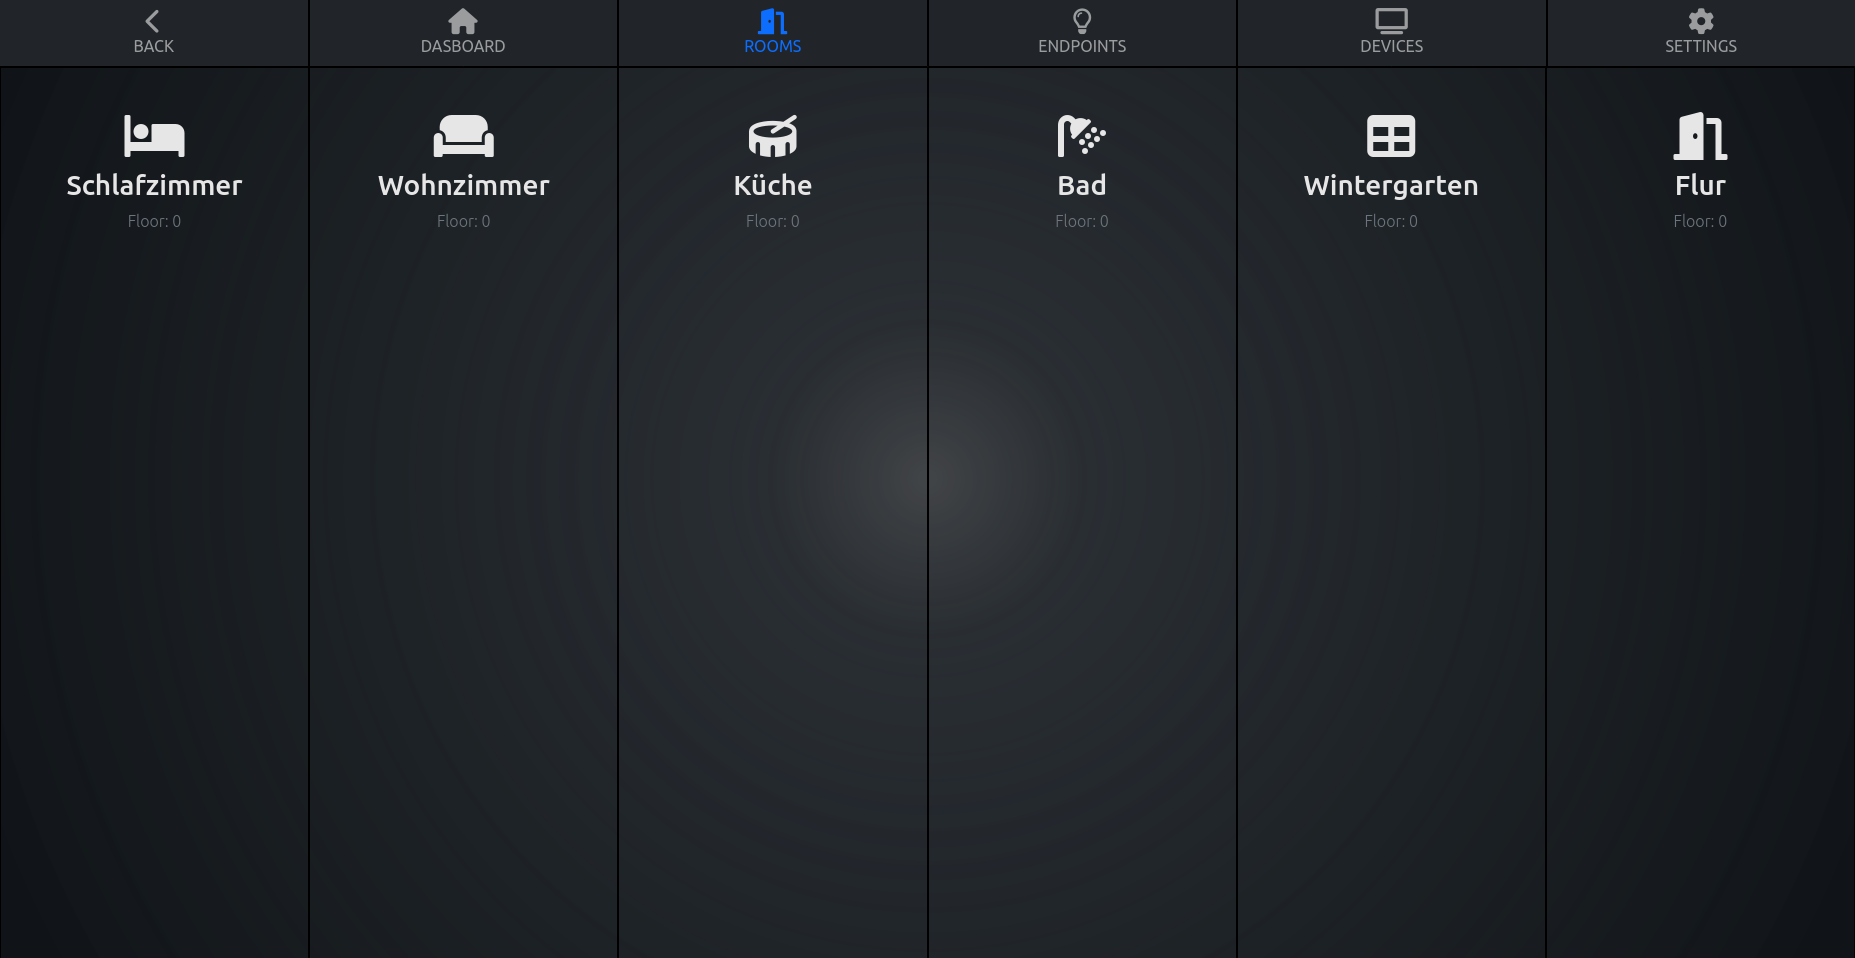 BACK DASBOARD ROOMS ENDPOINTS DEVICES SETTINGS
Schlafzimmer Wohnzimmer Küche Bad Wintergarten Flur
Floor: 0 Floor: 0 Floor: 0 Floor: 0 Floor: 0 Floor: 0